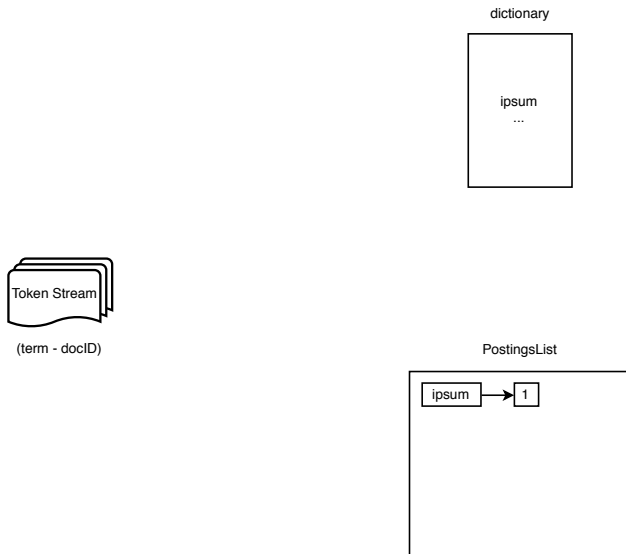 dictionary
ipsum
...
Token Stream
(term - docID)
PostingsList
ipsum
1